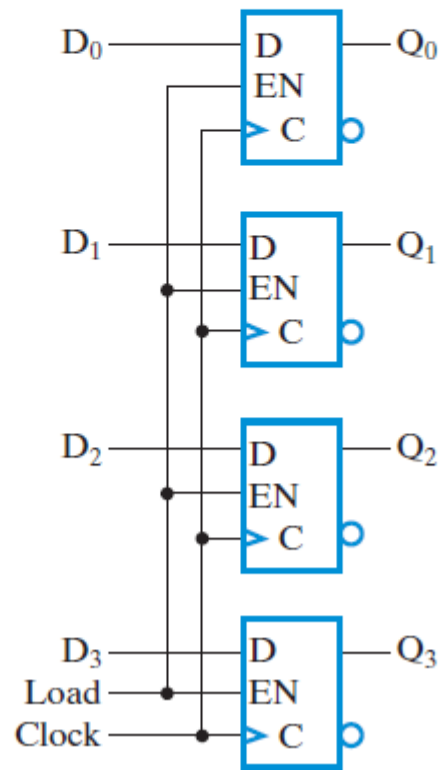 D₀ D Q₀
EN
C
D₁ D Q₁
EN
C
D₂ D Q₂
EN
C
D₃ D Q₃
Load EN
Clock C